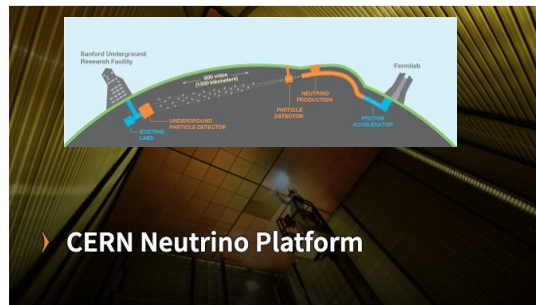 Sanford Underground
Research Facility
Fermilab
800 miles
(1300 kilometers)
NEUTRINO
PRODUCTION
PARTICLE
DETECTOR
UNDERGROUND
PARTICLE DETECTOR
PROTON
ACCELERATOR
EXISTING
LABS
CERN Neutrino Platform